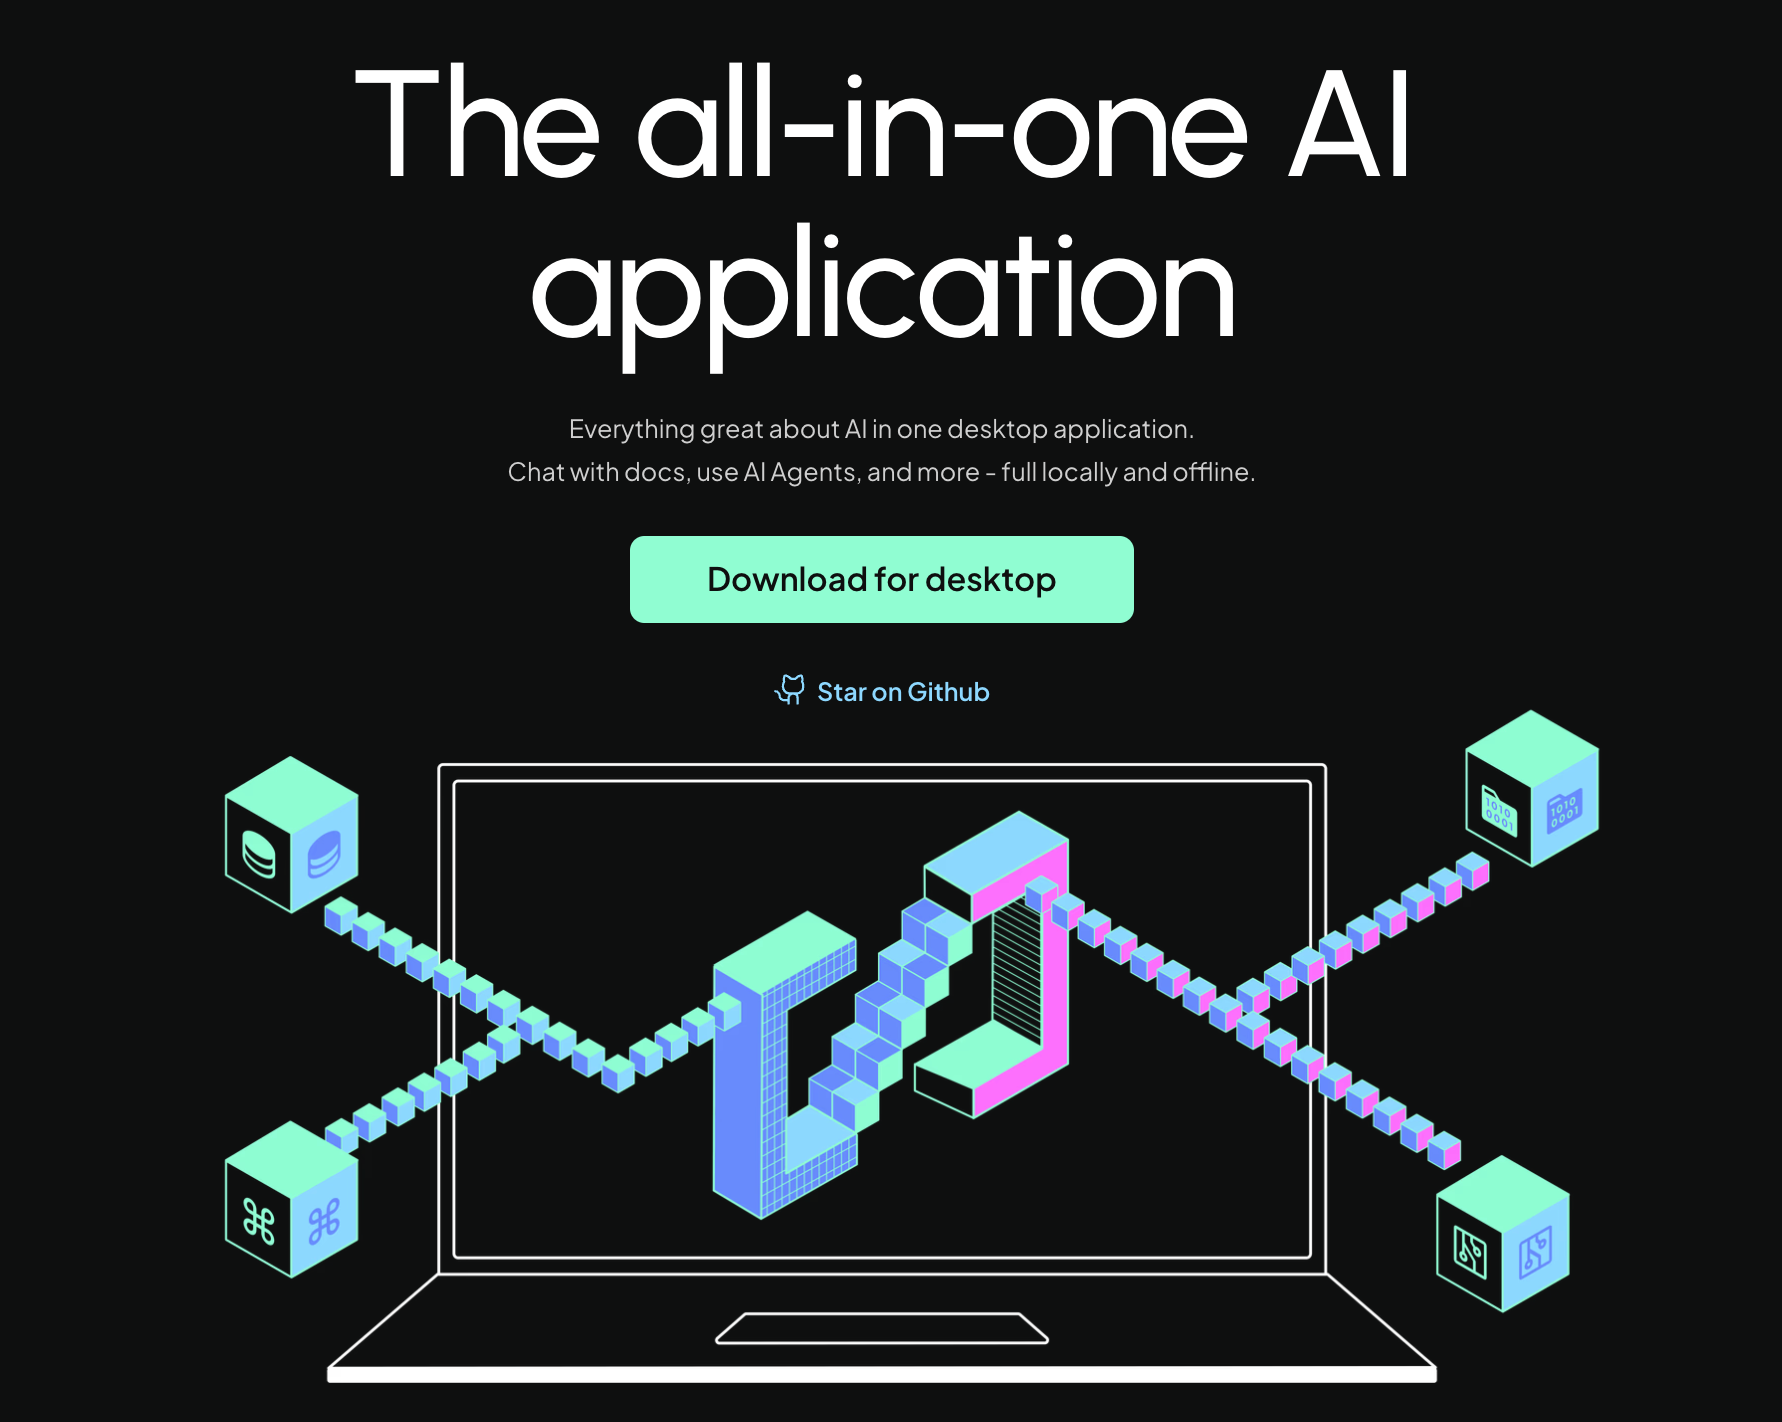 The all-in-one AI
application
Everything great about AI in one desktop application.
Chat with docs, use AI Agents, and more - full locally and offline.
Download for desktop
Star on Github
1010
0001
1010
0001